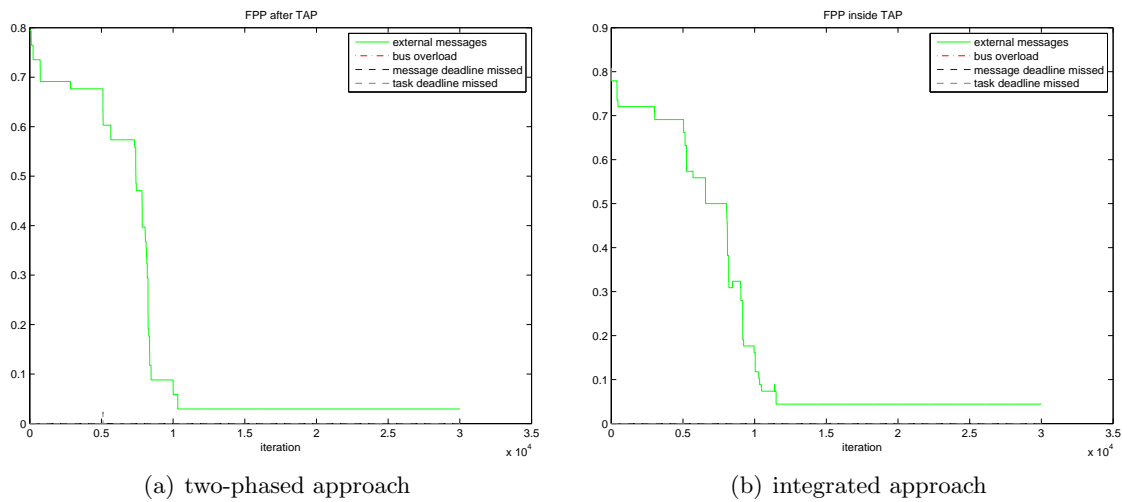 FPP after TAP
external messages
bus overload
message deadline missed
task deadline missed
0.8
0.7
0.6
0.5
0.4
0.3
0.2
0.1
0
0 0.5 1 1.5 2 2.5 3 3.5
iteration
x 10^4
(a) two-phased approach
FPP inside TAP
external messages
bus overload
message deadline missed
task deadline missed
0.9
0.8
0.7
0.6
0.5
0.4
0.3
0.2
0.1
0
0 0.5 1 1.5 2 2.5 3 3.5
iteration
x 10^4
(b) integrated approach